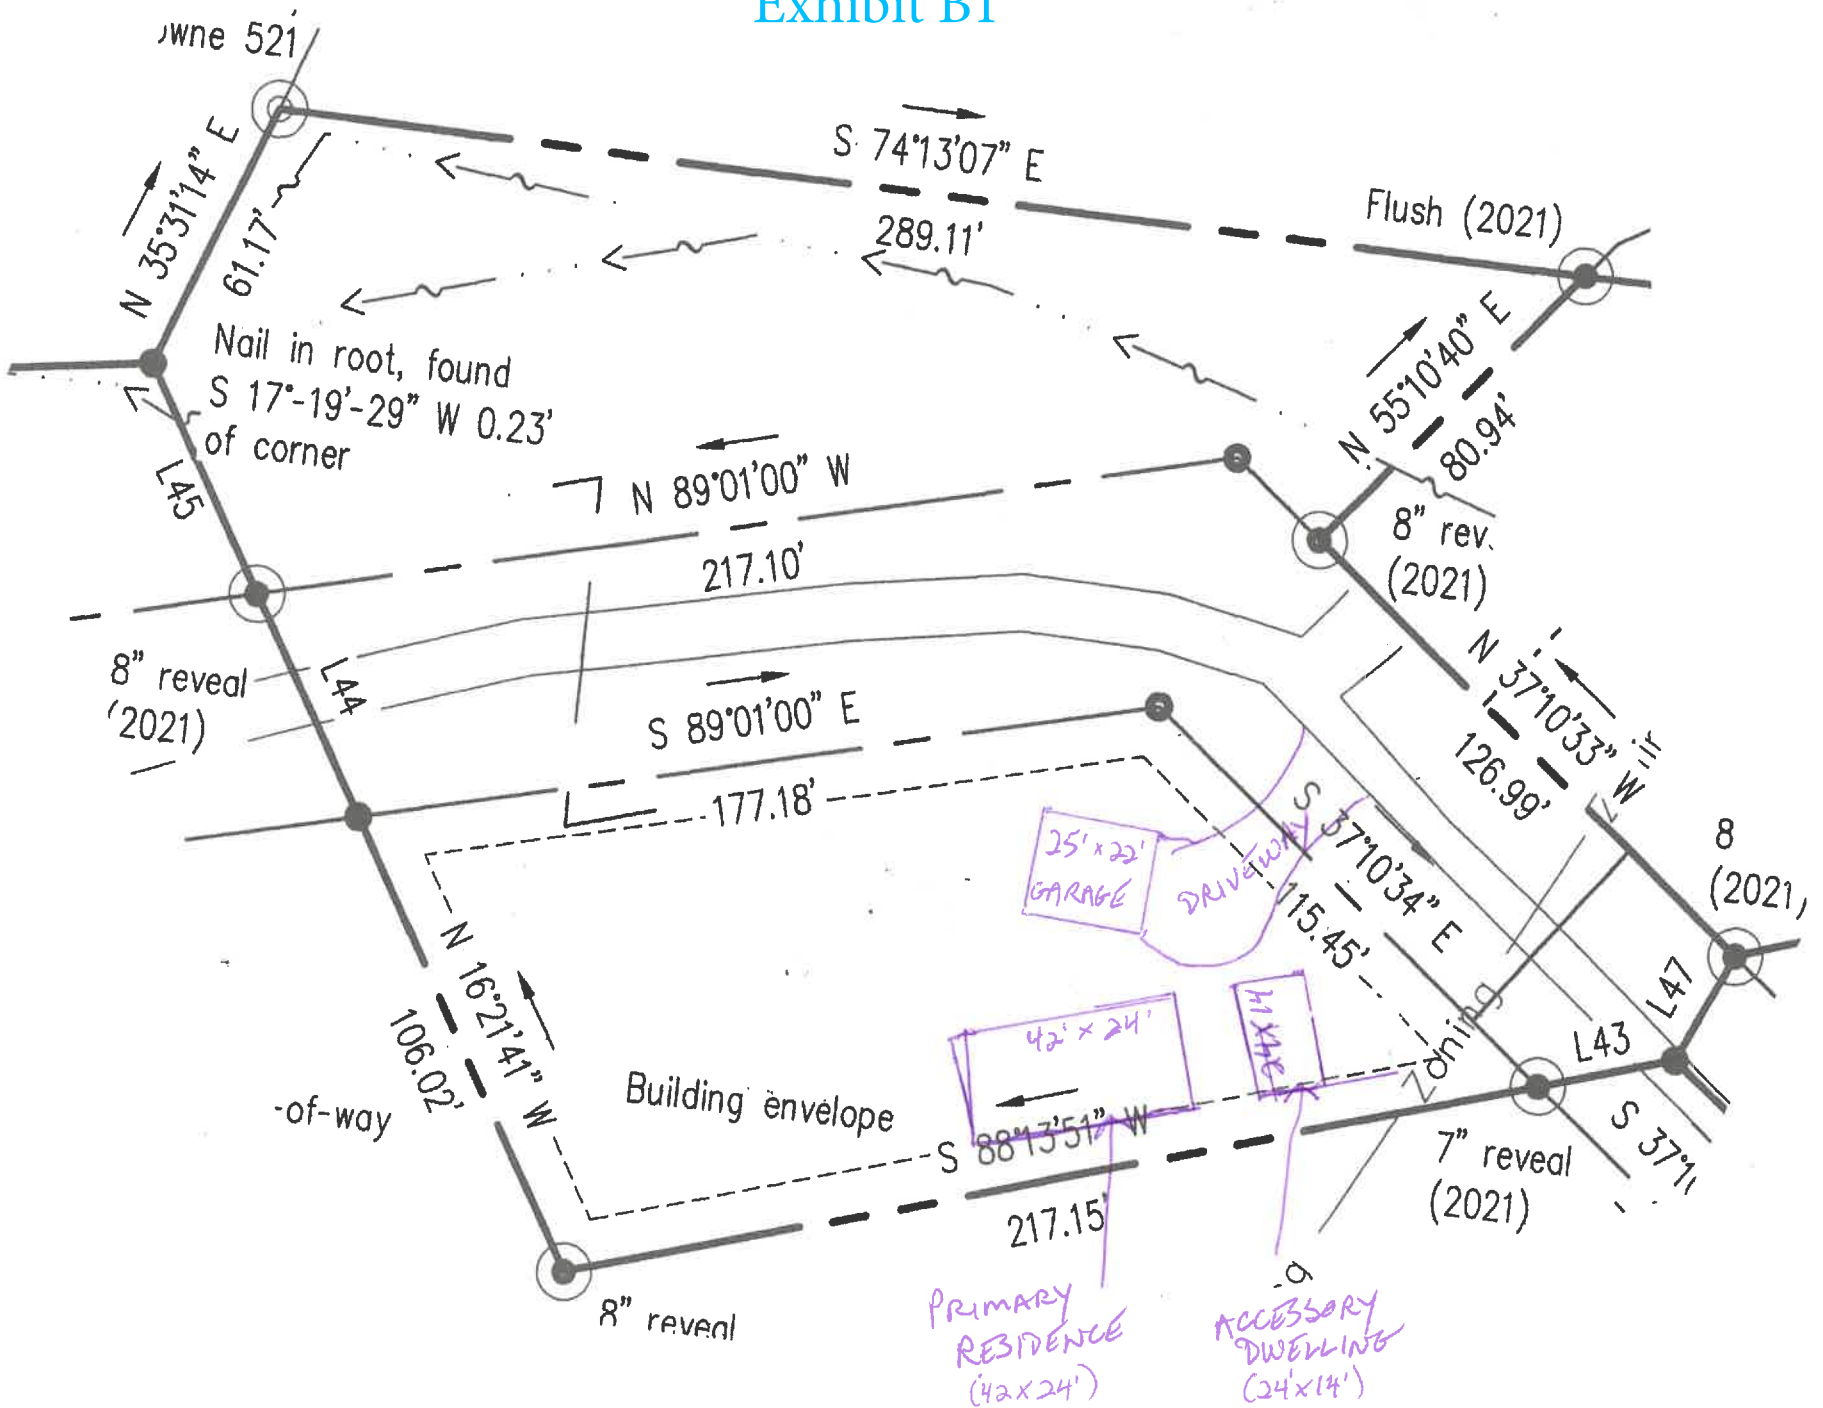 Exhibit B1
wne 521
S 74°13'07" E
289.11'
Flush (2021)
N 35°31'14" E
61.17'
Nail in root, found
S 17°-19'-29" W 0.23'
of corner
N 55°10'40" E
80.94'
L45
N 89°01'00" W
217.10'
8" rev.
(2021)
8" reveal
(2021)
L44
S 89°01'00" E
177.18'
N 37°10'33" W
126.99'
ir
8
(2021)
25' x 22'
GARAGE
DRIVEWAY
S 37°10'34" E
115.45'
L47
L43
N 16°21'41" W
106.02'
-of-way
Building envelope
42' x 24'
S 88°13'51" W
217.15'
Zoning
7" reveal
(2021)
S 37°1
8" reveal
g
PRIMARY
RESIDENCE
(42x24')
ACCESSORY
DWELLING
(24'x14')